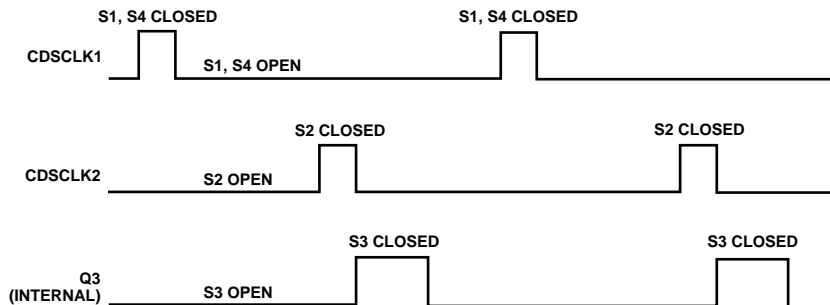 S1, S4 CLOSED S1, S4 CLOSED
CDSCLK1
S1, S4 OPEN
S2 CLOSED S2 CLOSED
CDSCLK2
S2 OPEN
S3 CLOSED S3 CLOSED
Q3
(INTERNAL)
S3 OPEN